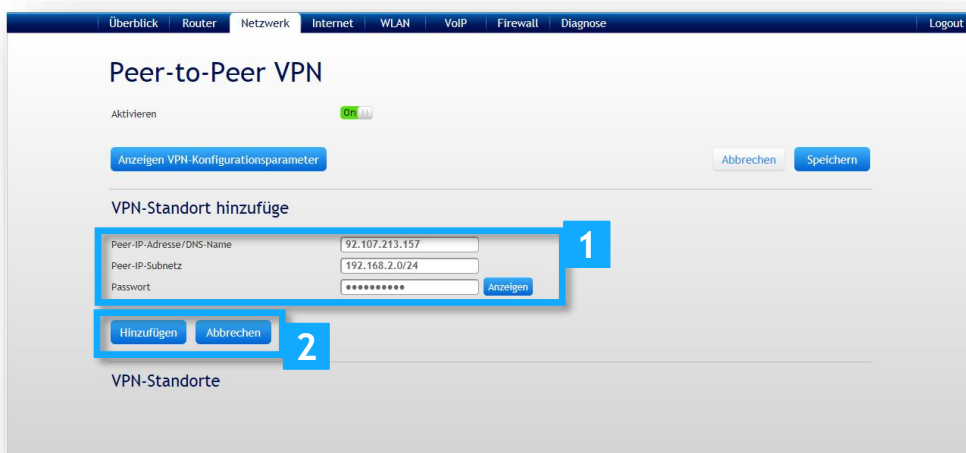 Überblick Router Netzwerk Internet WLAN VoIP Firewall Diagnose Logout
Peer-to-Peer VPN
Aktivieren On
Anzeigen VPN-Konfigurationsparameter Abbrechen Speichern
VPN-Standort hinzufüge
Peer-IP-Adresse/DNS-Name 92.107.213.157
1
Peer-IP-Subnetz 192.168.2.0/24
Passwort •••••••••• Anzeigen
Hinzufügen Abbrechen
2
VPN-Standorte